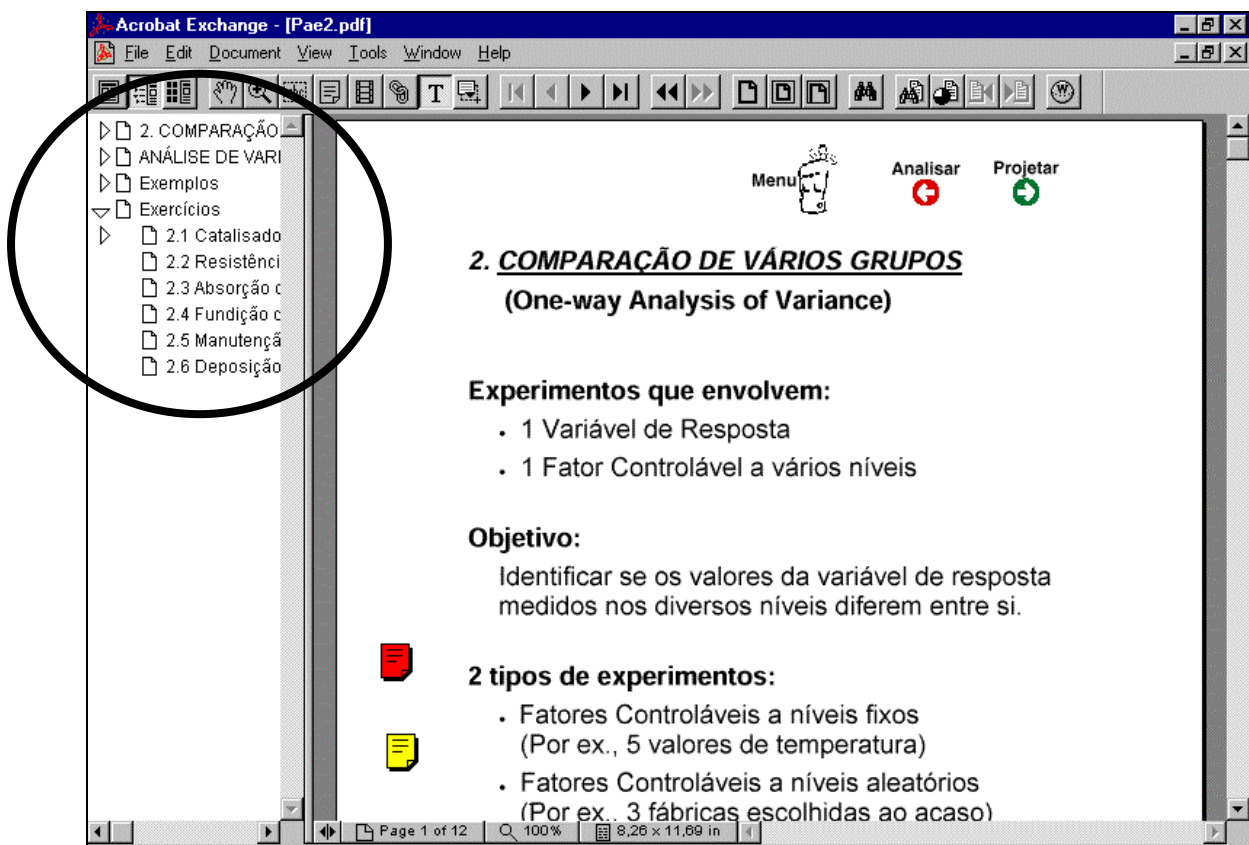 Acrobat Exchange - [Pae2.pdf]
File Edit Document View Tools Window Help
T
W
2. COMPARAÇÃO
ANÁLISE DE VARI
Exemplos
Exercícios
2.1 Catalisado
2.2 Resistênci
2.3 Absorção c
2.4 Fundição c
2.5 Manutençã
2.6 Deposição
Menu Analisar Projetar
2. COMPARAÇÃO DE VÁRIOS GRUPOS
(One-way Analysis of Variance)
Experimentos que envolvem:
• 1 Variável de Resposta
• 1 Fator Controlável a vários níveis
Objetivo:
Identificar se os valores da variável de resposta
medidos nos diversos níveis diferem entre si.
2 tipos de experimentos:
• Fatores Controláveis a níveis fixos
(Por ex., 5 valores de temperatura)
• Fatores Controláveis a níveis aleatórios
(Por ex., 3 fábricas escolhidas ao acaso)
Page 1 of 12 100% 8,26 x 11,69 in